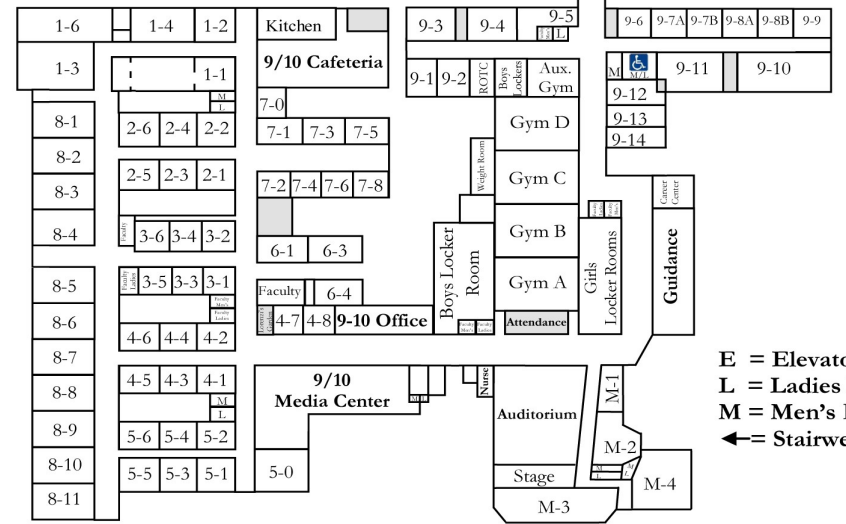 1-6
1-4
1-2
Kitchen
9-3
9-4
9-5
L
9-6
9-7A
9-7B
9-8A
9-8B
9-9
1-3
1-1
9/10 Cafeteria
9-1
9-2
ROTC
Boys
Lockers
Aux.
Gym
M
M/L
9-11
9-10
M
L
7-0
9-12
8-1
2-6
2-4
2-2
7-1
7-3
7-5
Gym D
9-13
9-14
8-2
Weight Room
8-3
2-5
2-3
2-1
7-2
7-4
7-6
7-8
Gym C
Career
Center
8-4
Faculty
3-6
3-4
3-2
6-1
6-3
Gym B
Boys Locker
Room
Girls
Locker Rooms
Guidance
8-5
Faculty
Ladies
3-5
3-3
3-1
Faculty
6-4
Gym A
Faculty
Men's
Faculty
Ladies
8-6
4-7
4-8
9-10 Office
Faculty
Men's
Faculty
Ladies
Attendance
4-6
4-4
4-2
8-7
E = Elevato
L = Ladies
M = Men's
= Stairwe
8-8
4-5
4-3
4-1
9/10
Media Center
Nurse
M-1
M
L
Auditorium
8-9
5-6
5-4
5-2
M-2
8-10
5-5
5-3
5-1
5-0
Stage
M
L
M
L
M-4
8-11
M-3